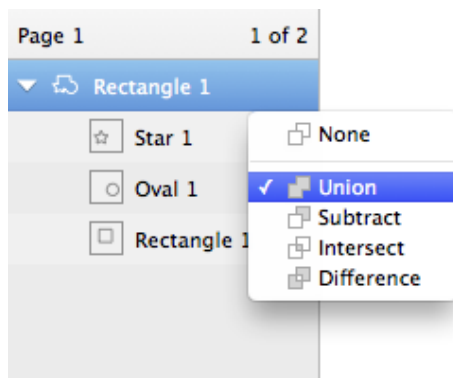 Page 1 1 of 2
Rectangle 1
Star 1
None
Oval 1
Union
Subtract
Rectangle 1
Intersect
Difference